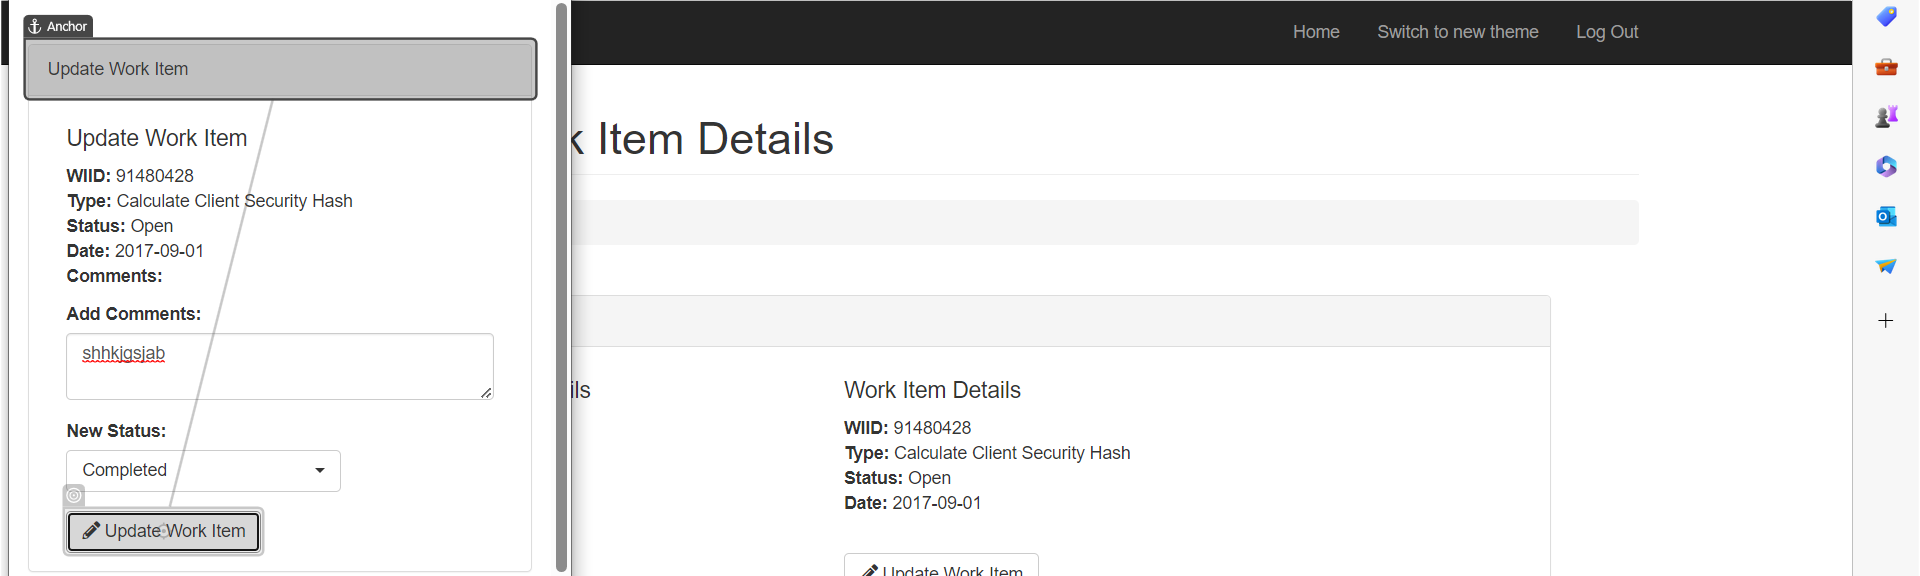 Anchor
Update Work Item
Update Work Item
WIID: 91480428
Type: Calculate Client Security Hash
Status: Open
Date: 2017-09-01
Comments:
Add Comments:
shhkjgsjab
New Status:
Completed
Update Work Item
Home Switch to new theme Log Out
k Item Details
ils
Work Item Details
WIID: 91480428
Type: Calculate Client Security Hash
Status: Open
Date: 2017-09-01
Update Work Item